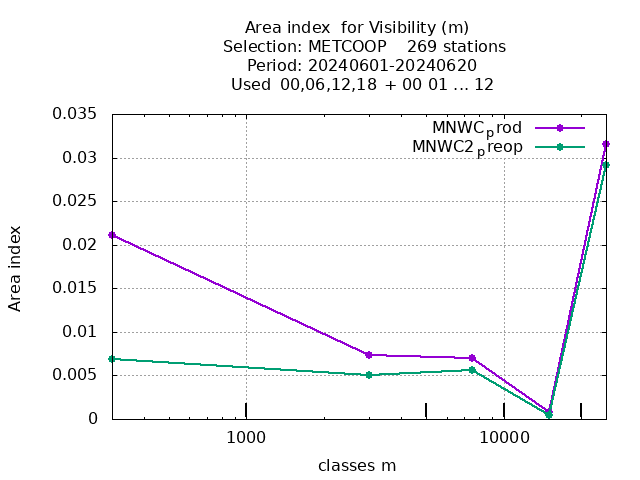 Area index  for Visibility (m)
Selection: METCOOP    269 stations
Period: 20240601-20240620
Used  00,06,12,18  + 00 01 ... 12
MNWCprod
MNWC2preop
0.035
0.03
0.025
0.02
0.015
0.01
0.005
0
Area index
1000
10000
classes m